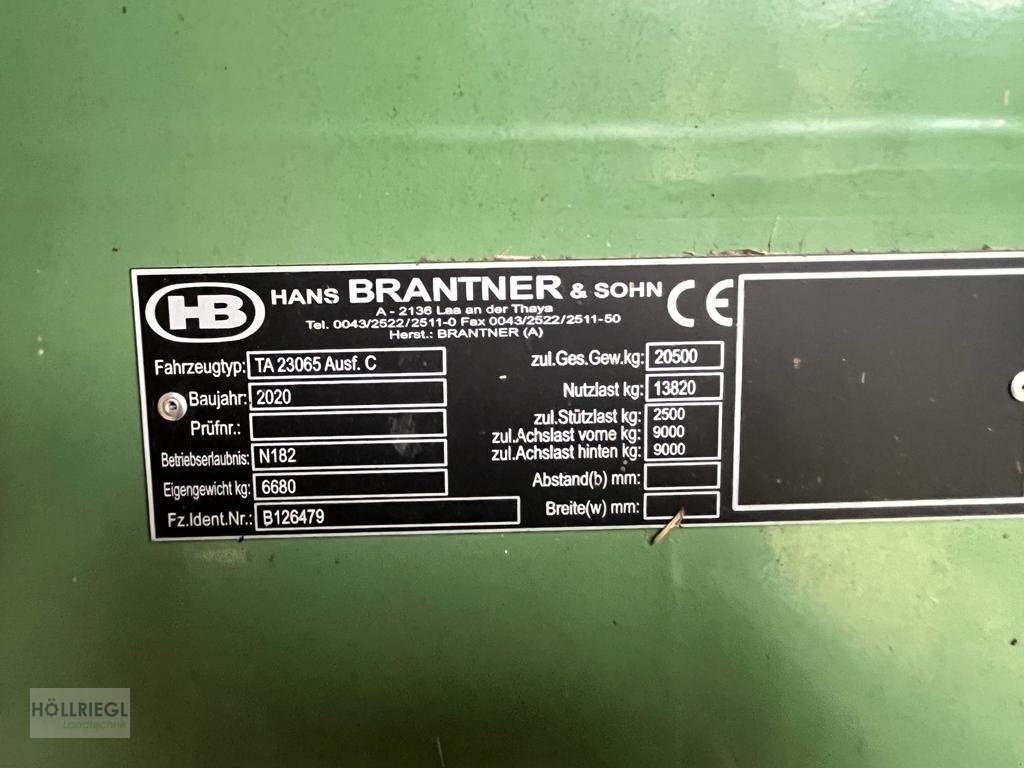 HB HANS BRANTNER & SOHN CE
A - 2136 Laa an der Thaya
Tel. 0043/2522/2511-0 Fax 0043/2522/2511-50
Herst.: BRANTNER (A)
Fahrzeugtyp: TA 23065 Ausf. C
Baujahr: 2020
Prüfnr.:
Betriebserlaubnis: N182
Eigengewicht kg: 6680
Fz.Ident.Nr.: B126479
zul.Ges.Gew.kg: 20500
Nutzlast kg: 13820
zul.Stützlast kg: 2500
zul.Achslast vorne kg: 9000
zul.Achslast hinten kg: 9000
Abstand(b) mm:
Breite(w) mm:
HÖLLRIEGL
Landtechnik